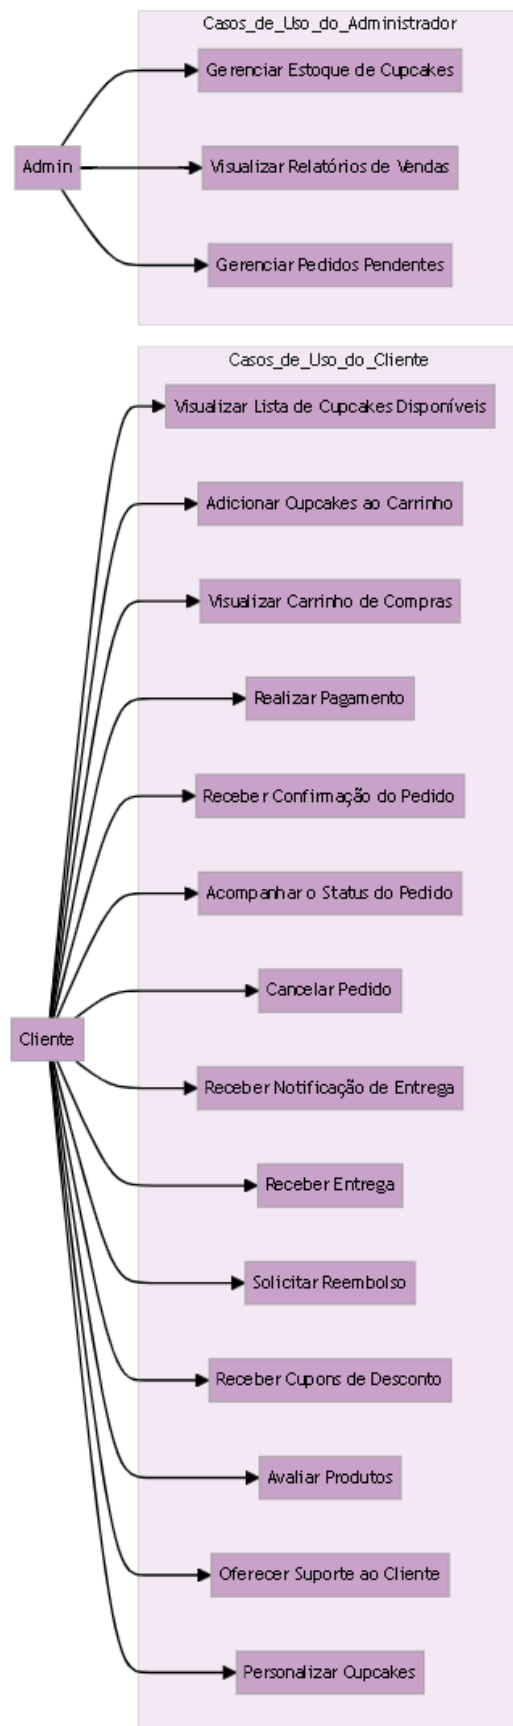 Casos_de_Uso_do_Administrador
Gerenciar Estoque de Cupcakes
Admin
Visualizar Relatórios de Vendas
Gerenciar Pedidos Pendentes
Casos_de_Uso_do_Cliente
Visualizar Lista de Cupcakes Disponíveis
Adicionar Cupcakes ao Carrinho
Visualizar Carrinho de Compras
Realizar Pagamento
Receber Confirmação do Pedido
Acompanhar o Status do Pedido
Cancelar Pedido
Cliente
Receber Notificação de Entrega
Receber Entrega
Solicitar Reembolso
Receber Cupons de Desconto
Avaliar Produtos
Oferecer Suporte ao Cliente
Personalizar Cupcakes